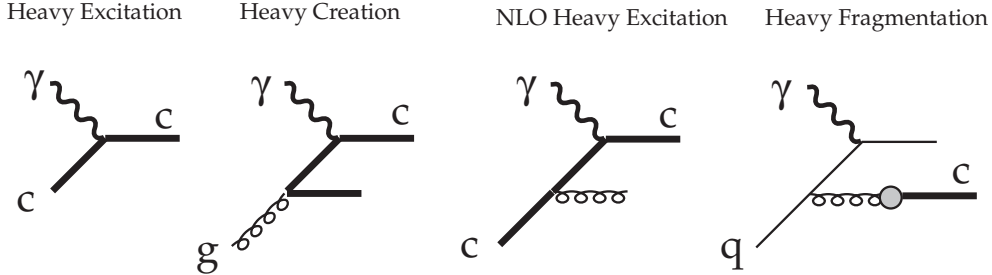 Heavy Excitation
Heavy Creation
NLO Heavy Excitation
Heavy Fragmentation
γ
c
c
γ
c
g
γ
c
c
γ
c
q